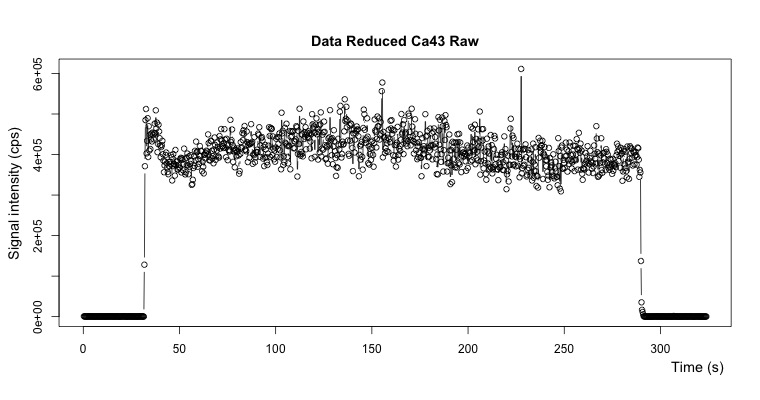 Data Reduced Ca43 Raw
Signal intensity (cps)
6e+05
4e+05
2e+05
0e+00
0 50 100 150 200 250 300
Time (s)